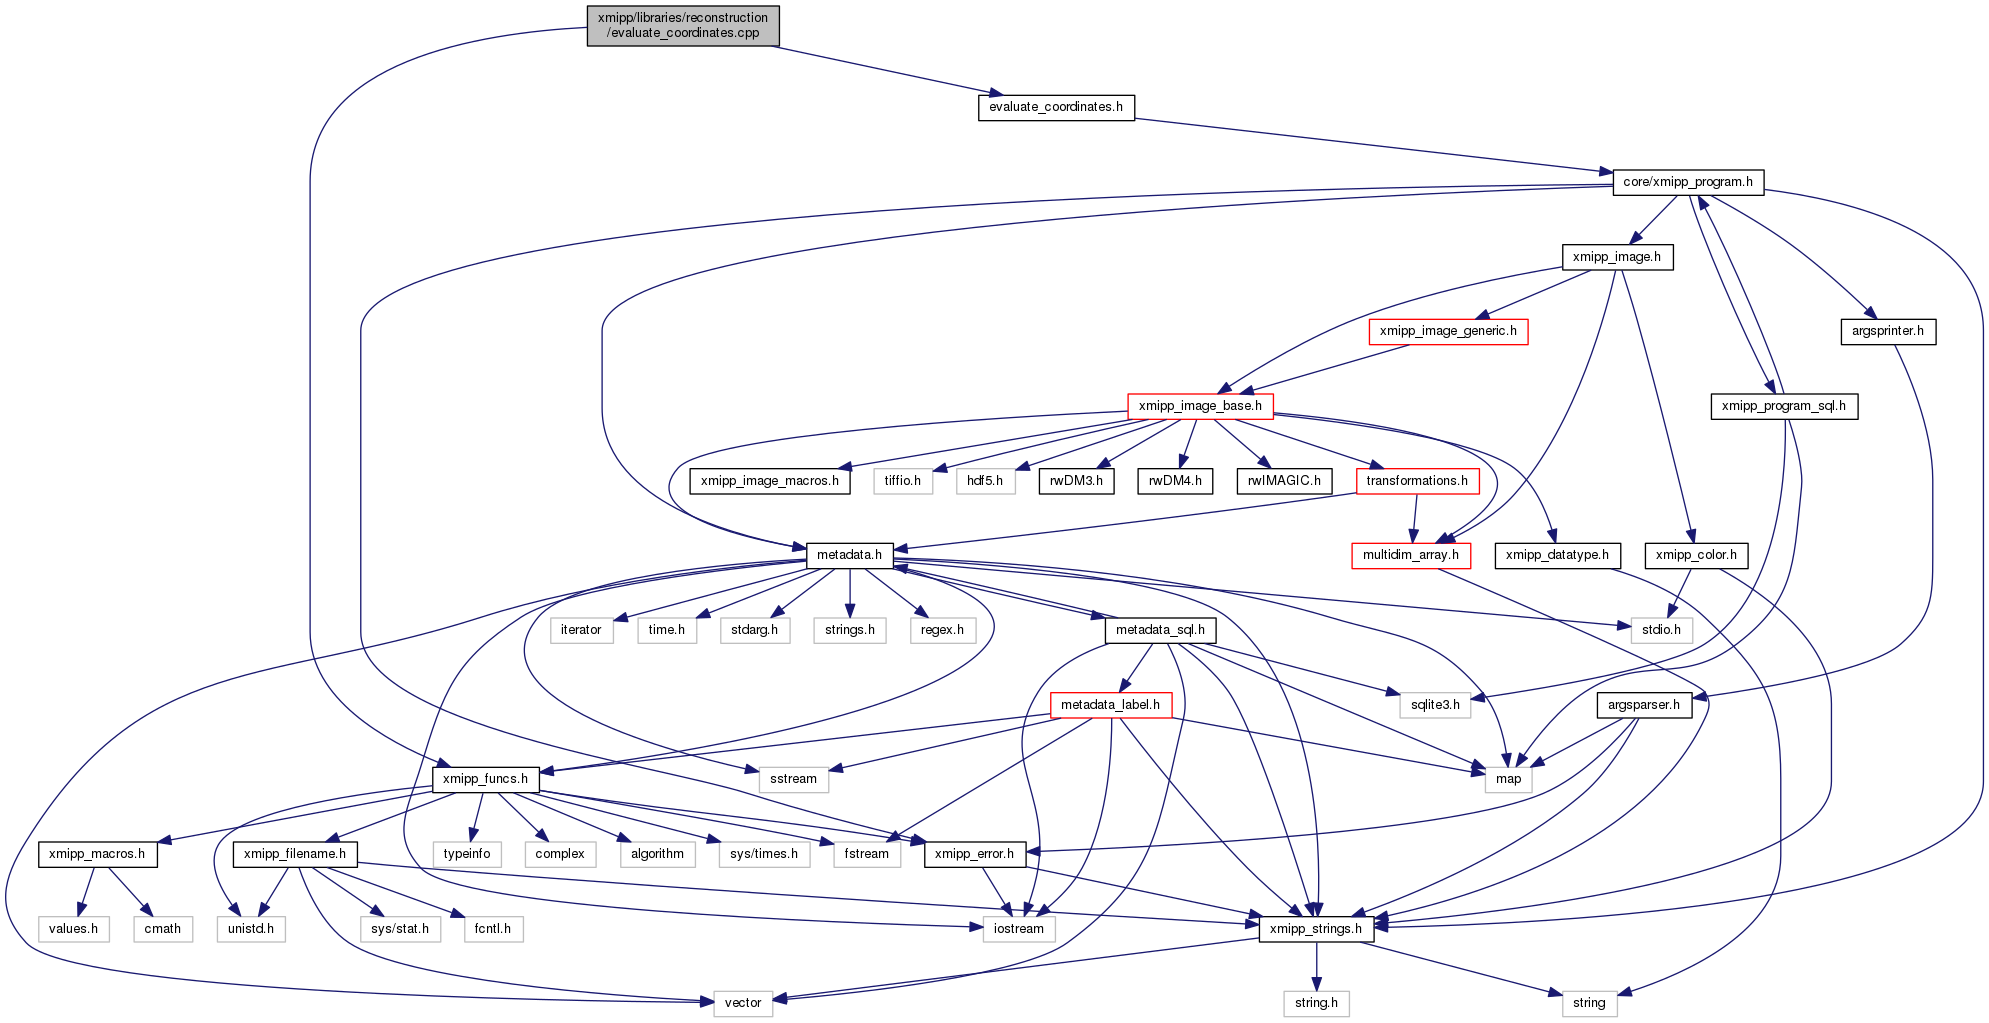 xmipp/libraries/reconstruction
/evaluate_coordinates.cpp
evaluate_coordinates.h
core/xmipp_program.h
xmipp_image.h
xmipp_image_generic.h
argsprinter.h
xmipp_image_base.h
xmipp_program_sql.h
xmipp_image_macros.h
tiffio.h
hdf5.h
rwDM3.h
rwDM4.h
rwIMAGIC.h
transformations.h
metadata.h
multidim_array.h
xmipp_datatype.h
xmipp_color.h
iterator
time.h
stdarg.h
strings.h
regex.h
metadata_sql.h
stdio.h
metadata_label.h
sqlite3.h
argsparser.h
xmipp_funcs.h
sstream
map
xmipp_macros.h
xmipp_filename.h
typeinfo
complex
algorithm
sys/times.h
fstream
xmipp_error.h
values.h
cmath
unistd.h
sys/stat.h
fcntl.h
iostream
xmipp_strings.h
vector
string.h
string